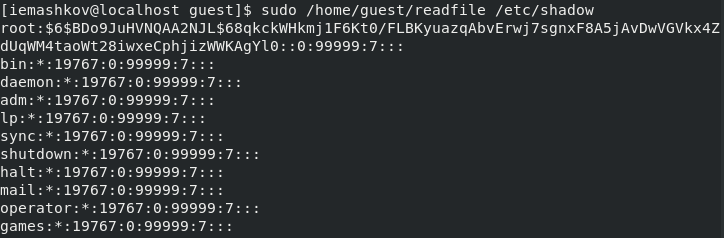 [iemashkov@localhost guest]$ sudo /home/guest/readfile /etc/shadow
root:$6$BDo9JuHVNQAA2NJL$68qkckWHkmj1F6Kt0/FLBKyuazqAbvErwj7sgnxF8A5jAvDwVGVkx4Z
dUqWM4taoWt28iwxeCphjizWWKAgYl0::0:99999:7:::
bin:*:19767:0:99999:7:::
daemon:*:19767:0:99999:7:::
adm:*:19767:0:99999:7:::
lp:*:19767:0:99999:7:::
sync:*:19767:0:99999:7:::
shutdown:*:19767:0:99999:7:::
halt:*:19767:0:99999:7:::
mail:*:19767:0:99999:7:::
operator:*:19767:0:99999:7:::
games:*:19767:0:99999:7:::